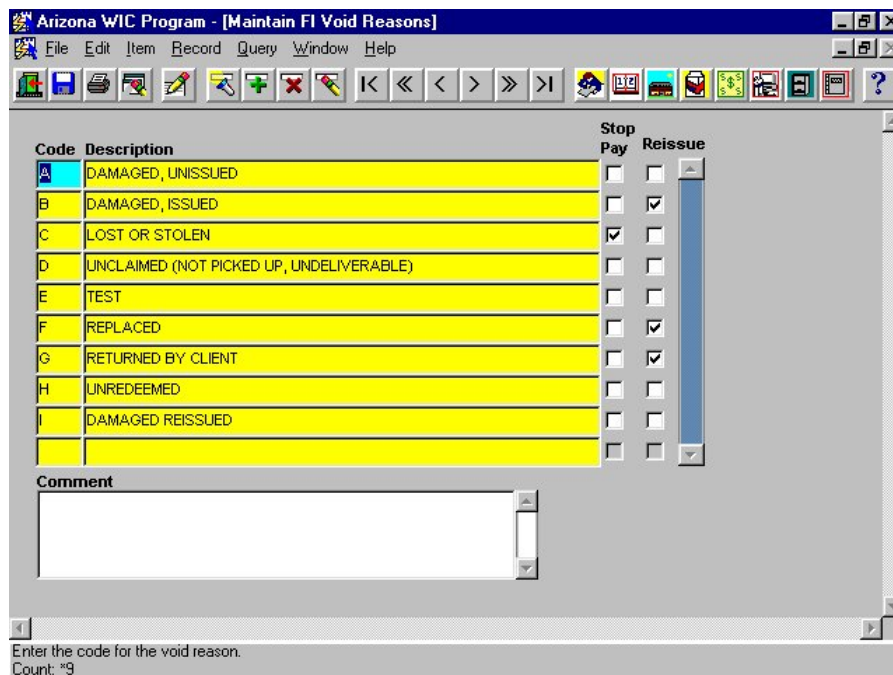 Arizona WIC Program - [Maintain FI Void Reasons]
File Edit Item Record Query Window Help
Code Description Stop Pay Reissue
A DAMAGED, UNISSUED
B DAMAGED, ISSUED
C LOST OR STOLEN
D UNCLAIMED (NOT PICKED UP, UNDELIVERABLE)
E TEST
F REPLACED
G RETURNED BY CLIENT
H UNREDEEMED
I DAMAGED REISSUED
Comment
Enter the code for the void reason.
Count: *9